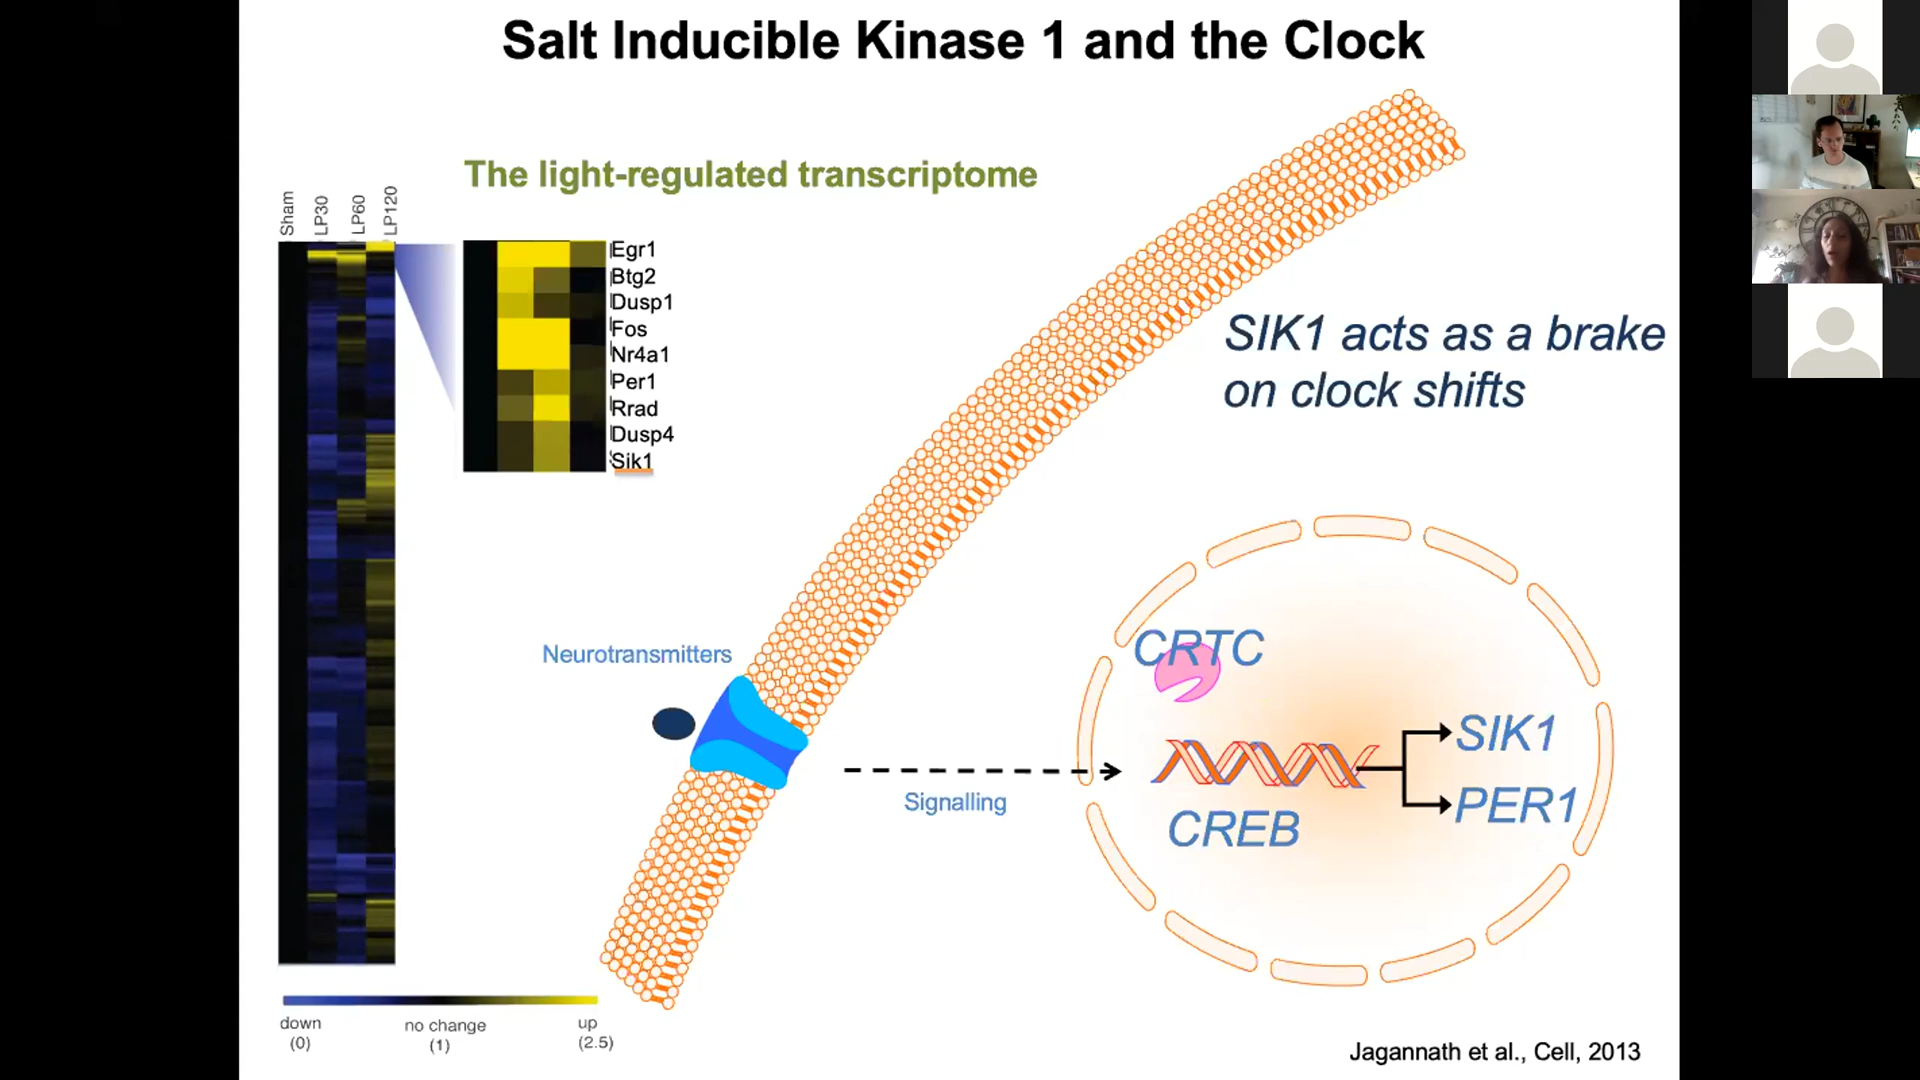 Salt Inducible Kinase 1 and the Clock
The light-regulated transcriptome
Sham
LP30
LP60
LP120
Egr1
Btg2
Dusp1
Fos
Nr4a1
Per1
Rrad
Dusp4
Sik1
SIK1 acts as a brake
on clock shifts
Neurotransmitters
Signalling
CRTC
CREB
SIK1
PER1
down
(0)
no change
(1)
up
(2.5)
Jagannath et al., Cell, 2013